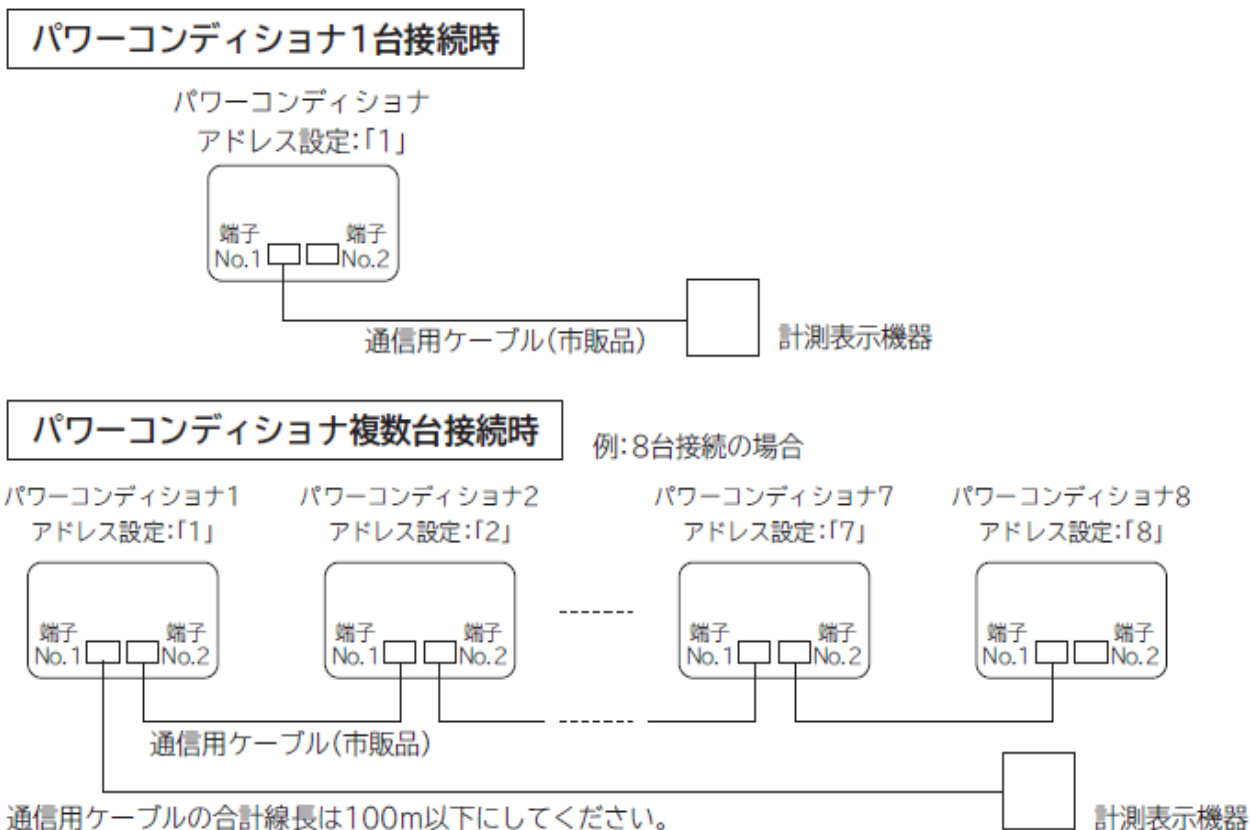 パワーコンディショナ1台接続時
パワーコンディショナ
アドレス設定:「1」
端子
No.1
端子
No.2
通信用ケーブル(市販品)
計測表示機器
パワーコンディショナ複数台接続時
例:8台接続の場合
パワーコンディショナ1
アドレス設定:「1」
パワーコンディショナ2
アドレス設定:「2」
パワーコンディショナ7
アドレス設定:「7」
パワーコンディショナ8
アドレス設定:「8」
端子
No.1
端子
No.2
端子
No.1
端子
No.2
端子
No.1
端子
No.2
端子
No.1
端子
No.2
通信用ケーブル(市販品)
通信用ケーブルの合計線長は100m以下にしてください。
計測表示機器